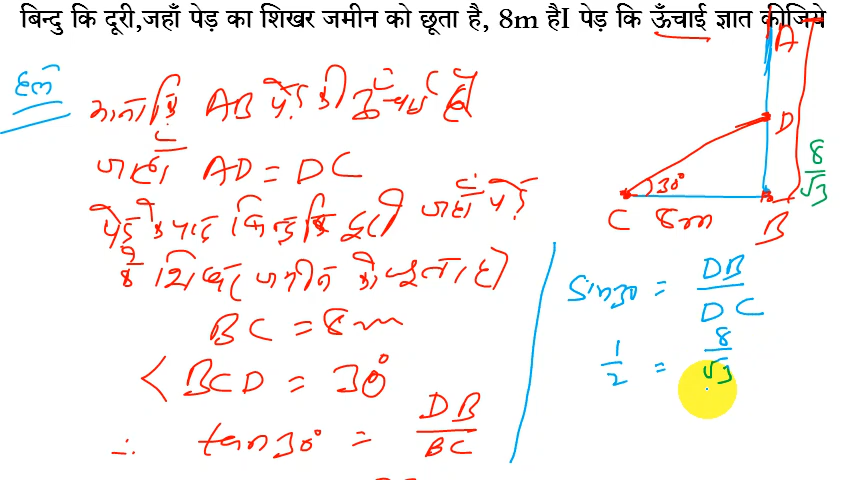 बिन्दु कि दूरी,जहाँ पेड़ का शिखर जमीन को छूता है, 8m है। पेड़ कि ऊँचाई ज्ञात कीजिये
हल
माना कि AB पेड़ की ऊँचाई है
जहाँ AD = DC
पेड़ के पाद बिन्दु कि दूरी जहाँ पेड़
का शिखर जमीन को छूता है।
BC = 8m
< BCD = 30°
∴ tan30° = DB/BC
A
D
30°
8/√3
C 8m B
Sin30 = DB/DC
1/2 = 8/√3